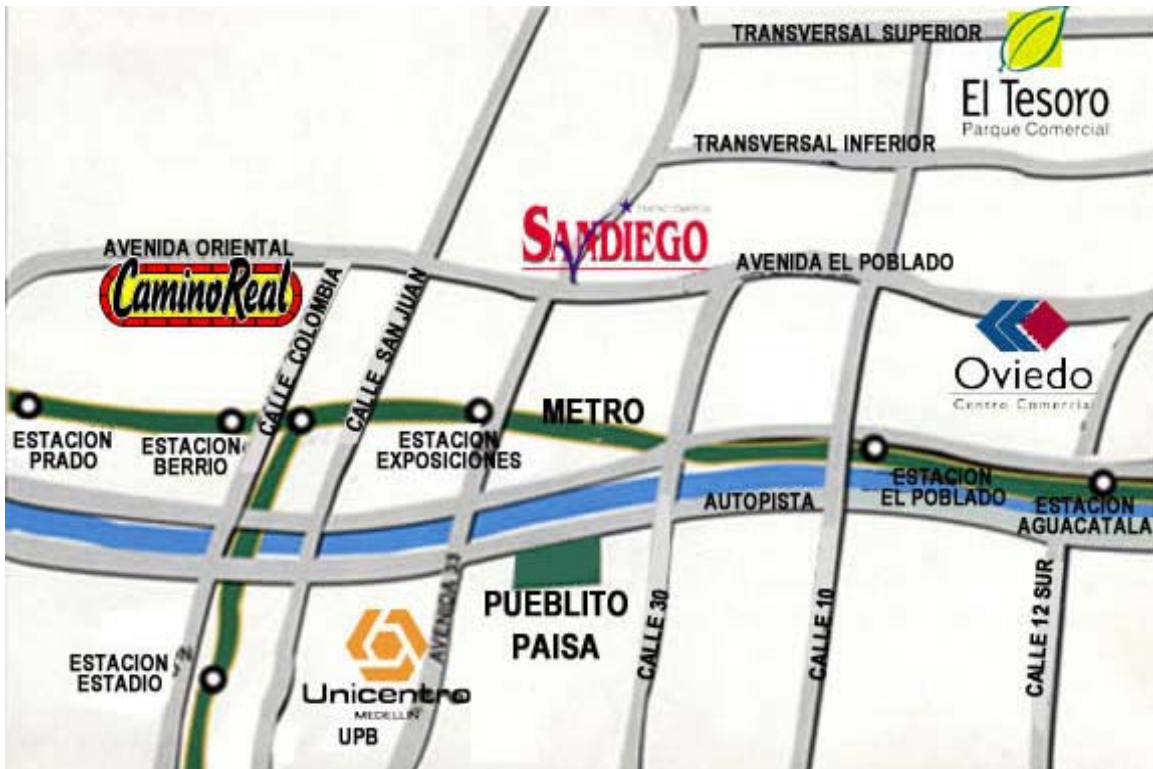 TRANSVERSAL SUPERIOR
El Tesoro
Parque Comercial
TRANSVERSAL INFERIOR
SANDIEGO
AVENIDA ORIENTAL
CaminoReal
AVENIDA EL POBLADO
CALLE COLOMBIA
CALLE SAN JUAN
Oviedo
Centro Comercial
METRO
ESTACION
PRADO
ESTACION
BERRIO
ESTACION
EXPOSICIONES
ESTACION
EL POBLADO
AUTOPISTA
ESTACION
AGUACATALA
AVENIDA 33
PUEBLITO
PAISA
CALLE 30
CALLE 10
CALLE 12 SUR
ESTACION
ESTADIO
Unicentro
MEDELLIN
UPB